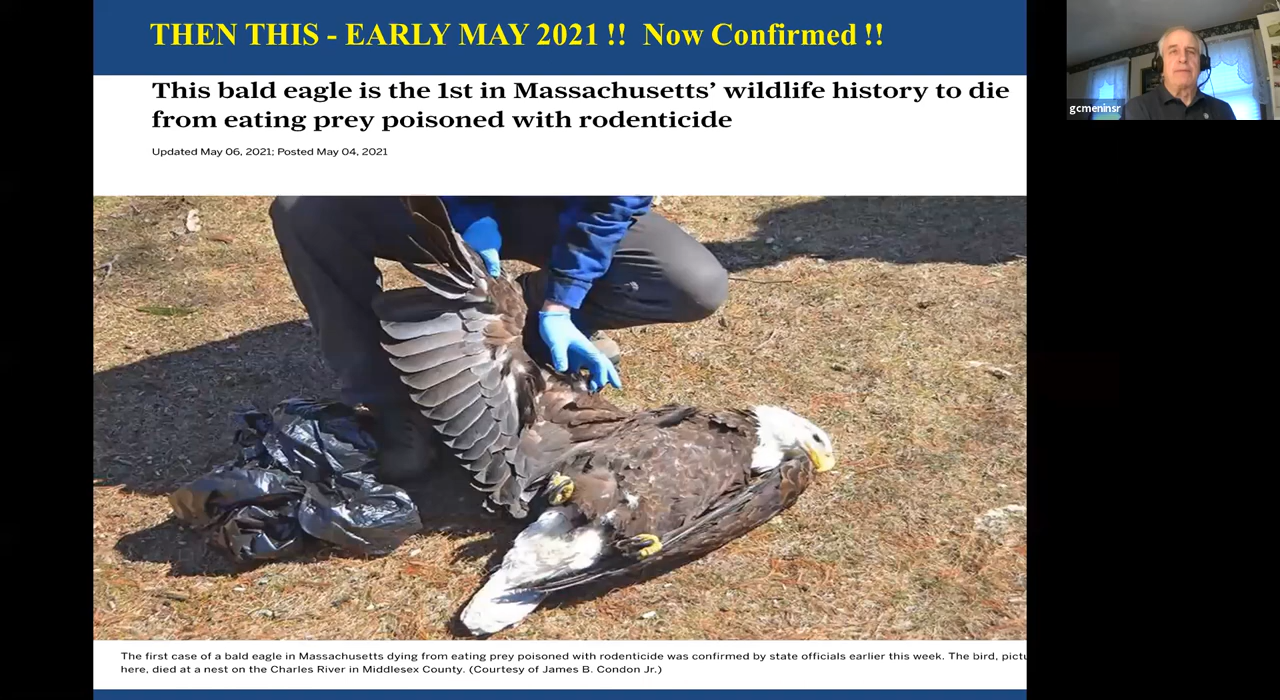 THEN THIS - EARLY MAY 2021 !! Now Confirmed !!
gcmeninsr
This bald eagle is the 1st in Massachusetts’ wildlife history to die
from eating prey poisoned with rodenticide
Updated May 06, 2021; Posted May 04, 2021
The first case of a bald eagle in Massachusetts dying from eating prey poisoned with rodenticide was confirmed by state officials earlier this week. The bird,
here, died at a nest on the Charles River in Middlesex County. (Courtesy of James B. Condon Jr.)